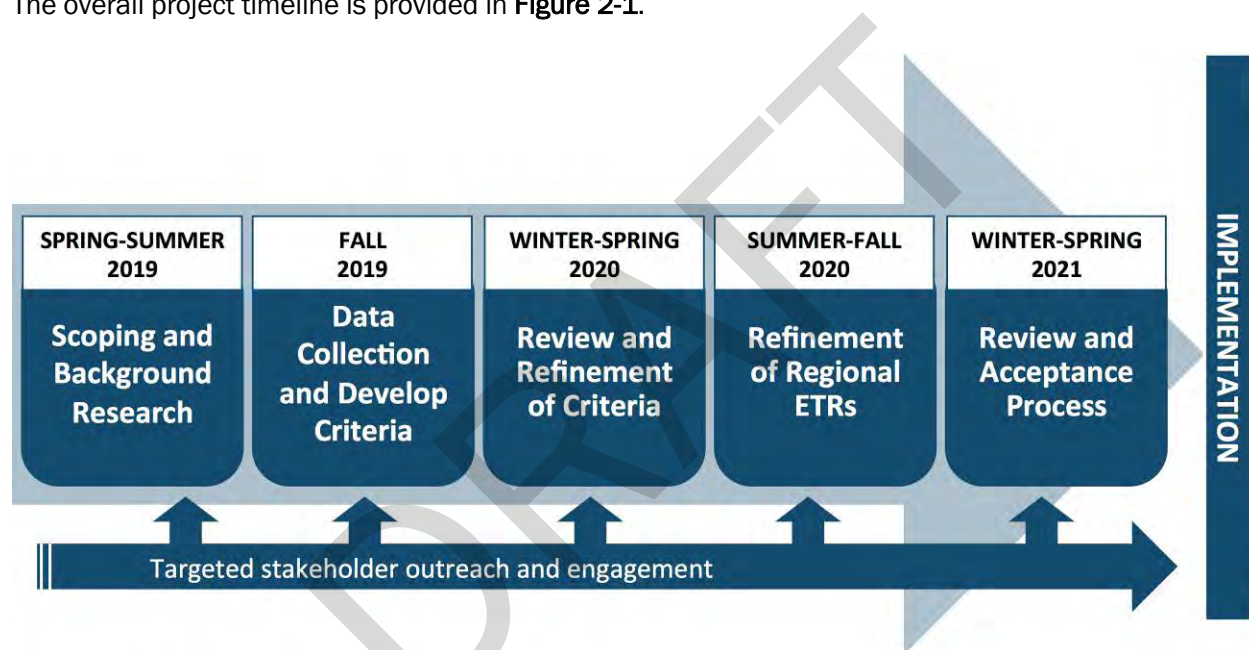 The overall project timeline is provided in Figure 2-1.
SPRING-SUMMER
2019
Scoping and
Background
Research
FALL
2019
Data
Collection
and Develop
Criteria
WINTER-SPRING
2020
Review and
Refinement
of Criteria
SUMMER-FALL
2020
Refinement
of Regional
ETRs
WINTER-SPRING
2021
Review and
Acceptance
Process
IMPLEMENTATION
Targeted stakeholder outreach and engagement
DRAFT